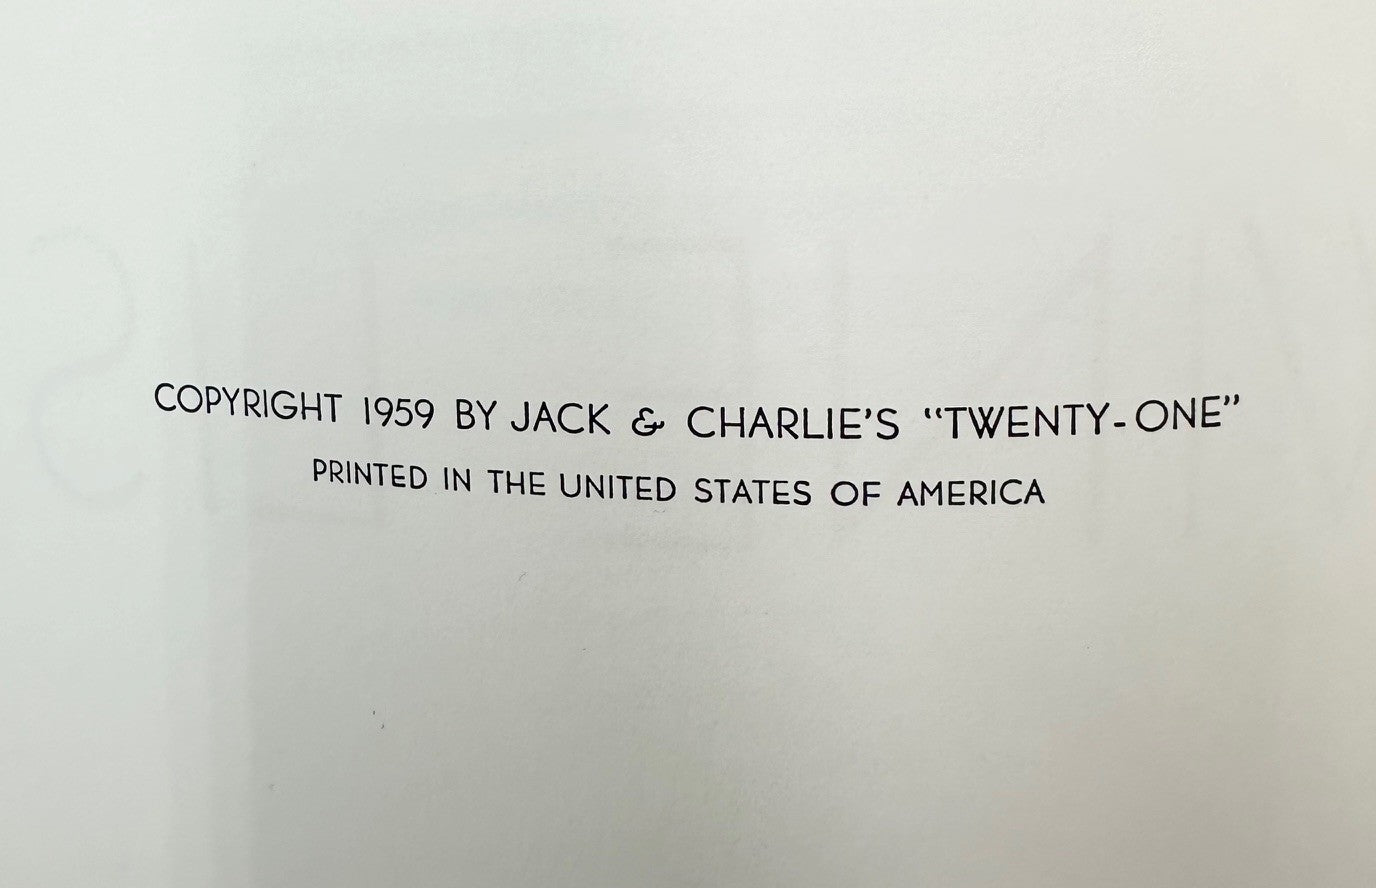 COPYRIGHT 1959 BY JACK & CHARLIE'S “TWENTY-ONE”
PRINTED IN THE UNITED STATES OF AMERICA